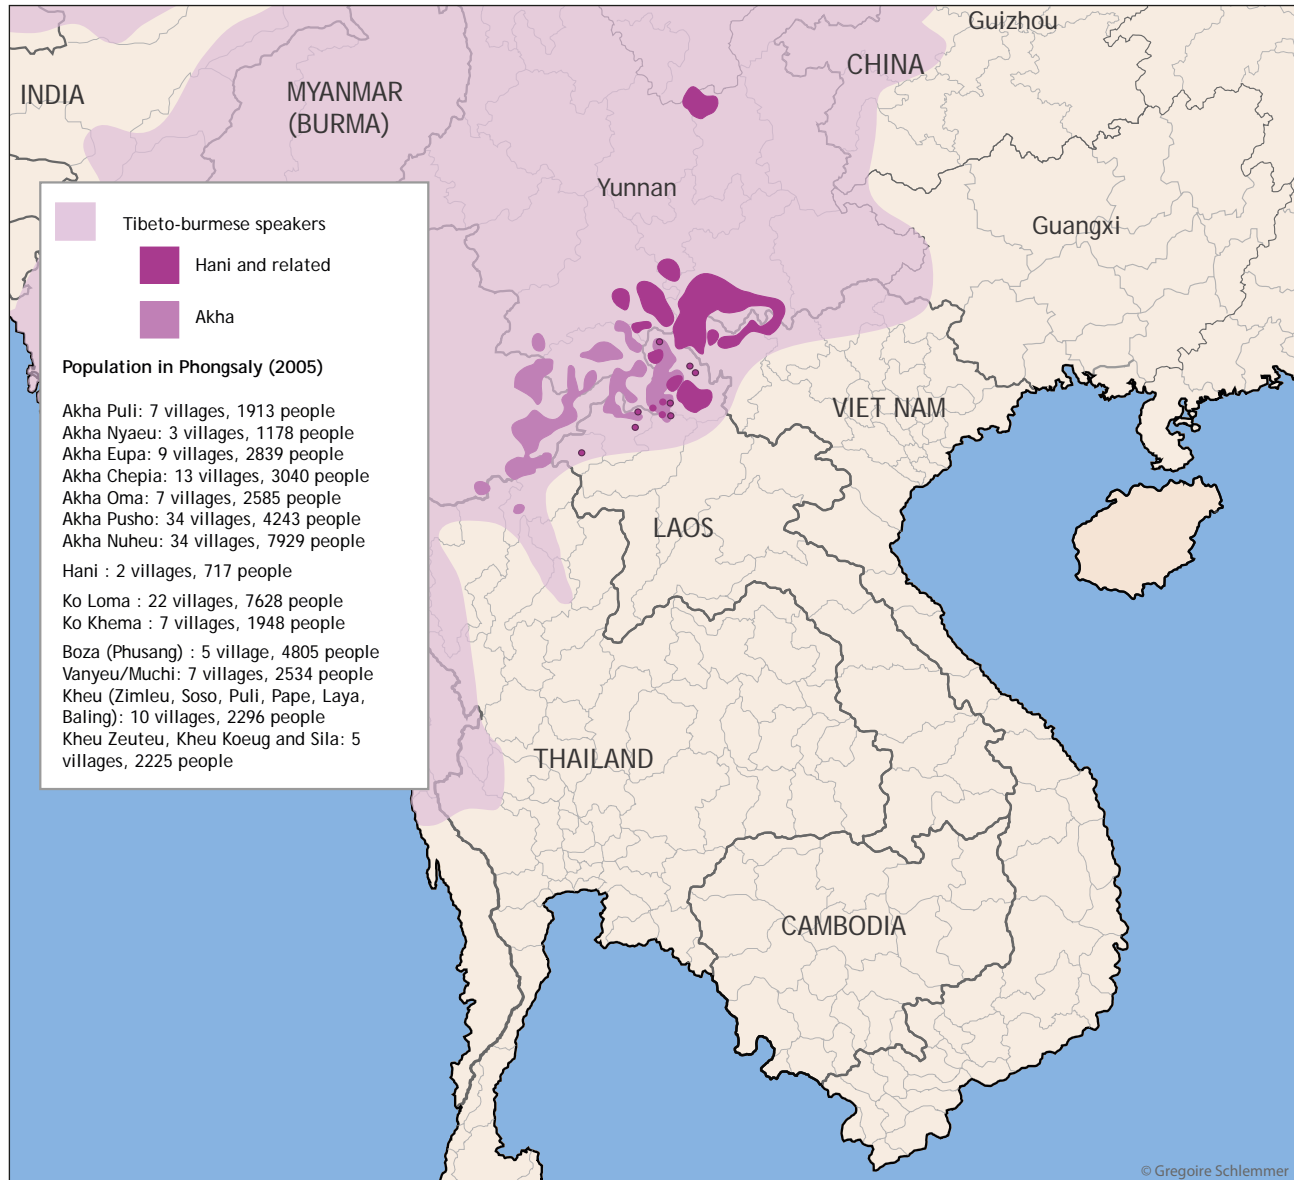 Guizhou
CHINA
INDIA
MYANMAR
(BURMA)
Yunnan
Guangxi
Tibeto-burmese speakers
Hani and related
Akha
Population in Phongsaly (2005)
Akha Puli: 7 villages, 1913 people
Akha Nyaeu: 3 villages, 1178 people
Akha Eupa: 9 villages, 2839 people
Akha Chepia: 13 villages, 3040 people
Akha Oma: 7 villages, 2585 people
Akha Pusho: 34 villages, 4243 people
Akha Nuheu: 34 villages, 7929 people
Hani : 2 villages, 717 people
Ko Loma : 22 villages, 7628 people
Ko Khema : 7 villages, 1948 people
Boza (Phusang) : 5 village, 4805 people
Vanyeu/Muchi: 7 villages, 2534 people
Kheu (Zimleu, Soso, Puli, Pape, Laya,
Baling): 10 villages, 2296 people
Kheu Zeuteu, Kheu Koeug and Sila: 5
villages, 2225 people
VIET NAM
LAOS
THAILAND
CAMBODIA
© Gregoire Schlemmer